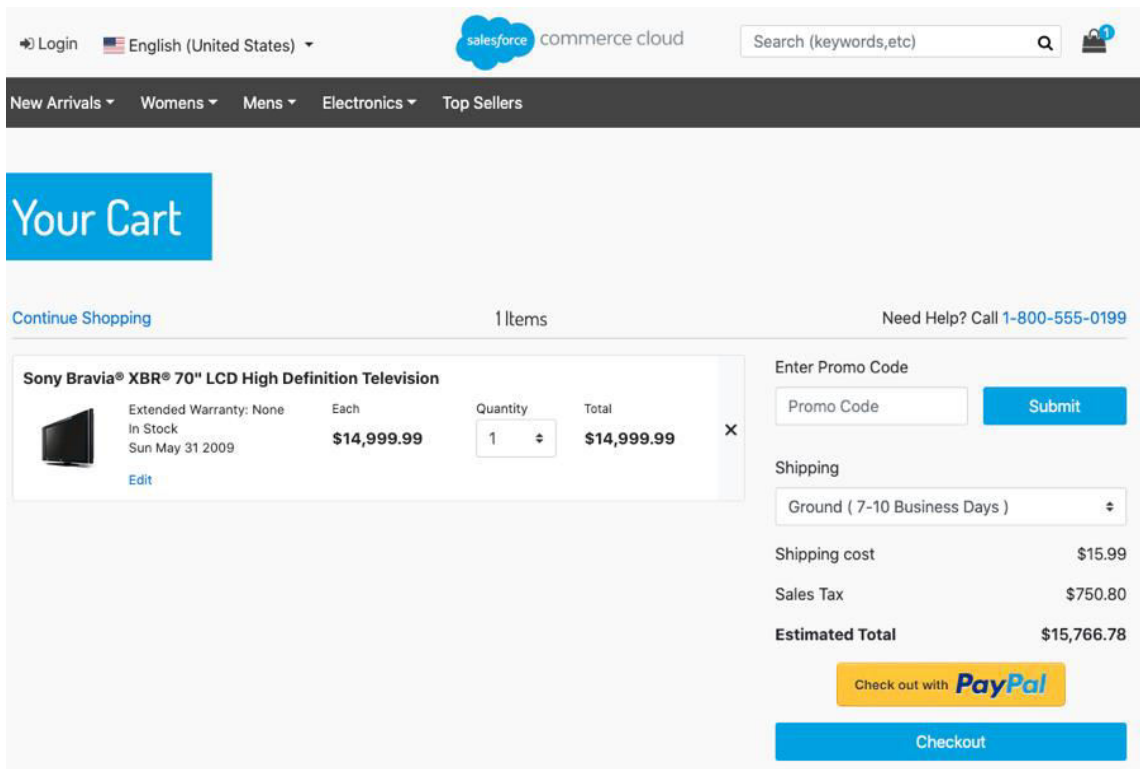 Login
English (United States)
salesforce commerce cloud
Search (keywords,etc)
1
New Arrivals
Womens
Mens
Electronics
Top Sellers
Your Cart
Continue Shopping
1 Items
Need Help? Call 1-800-555-0199
Sony Bravia® XBR® 70" LCD High Definition Television
Extended Warranty: None
In Stock
Sun May 31 2009
Edit
Each
$14,999.99
Quantity
1
Total
$14,999.99
Enter Promo Code
Promo Code
Submit
Shipping
Ground ( 7-10 Business Days )
Shipping cost $15.99
Sales Tax $750.80
Estimated Total $15,766.78
Check out with PayPal
Checkout